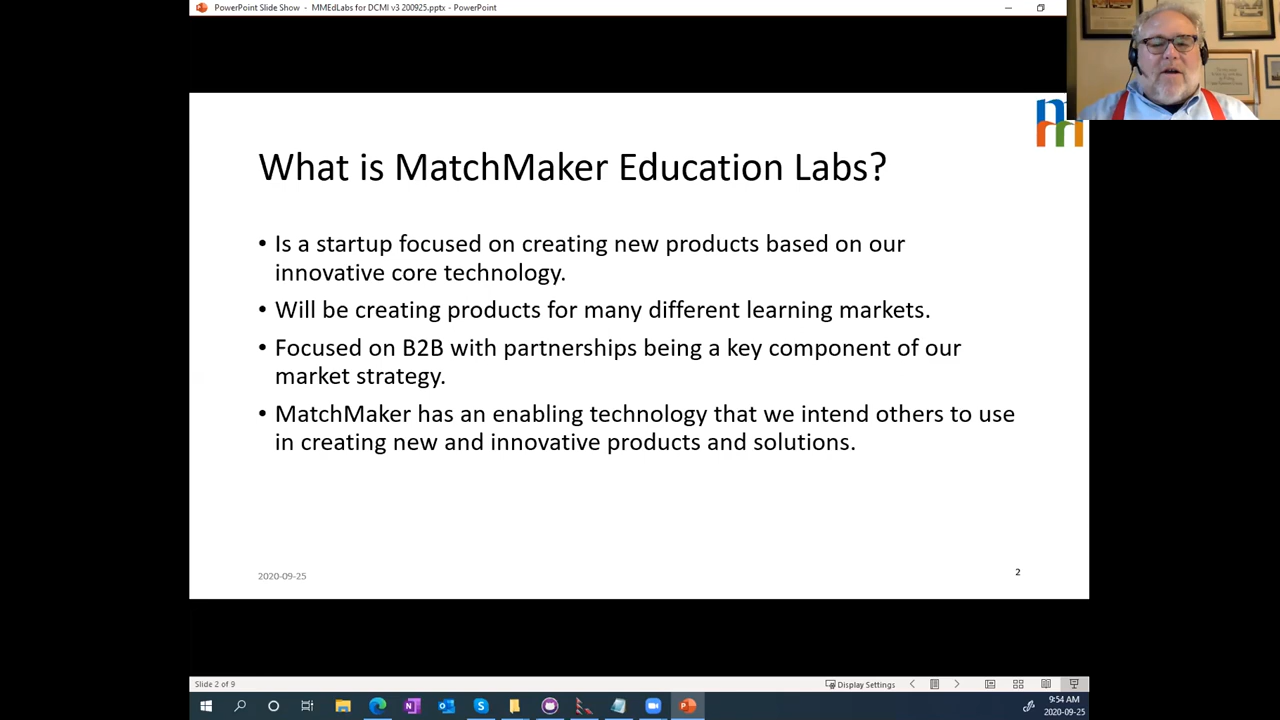 PowerPoint Slide Show - MMEdLabs for DCMI v3 200925.pptx - PowerPoint
What is MatchMaker Education Labs?
• Is a startup focused on creating new products based on our
innovative core technology.
• Will be creating products for many different learning markets.
• Focused on B2B with partnerships being a key component of our
market strategy.
• MatchMaker has an enabling technology that we intend others to use
in creating new and innovative products and solutions.
2020-09-25
2
Slide 2 of 9
Display Settings
9:54 AM
2020-09-25